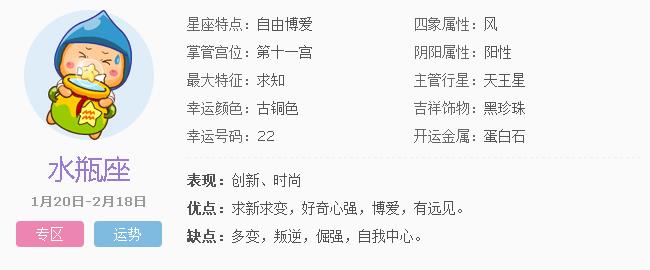 星座特点：自由博爱 四象属性：风
掌管宫位：第十一宫 阴阳属性：阳性
最大特征：求知 主管行星：天王星
幸运颜色：古铜色 吉祥饰物：黑珍珠
幸运号码：22 开运金属：蛋白石
水瓶座
1月20日-2月18日
专区 运势
表现：创新、时尚
优点：求新求变，好奇心强，博爱，有远见。
缺点：多变，叛逆，倔强，自我中心。